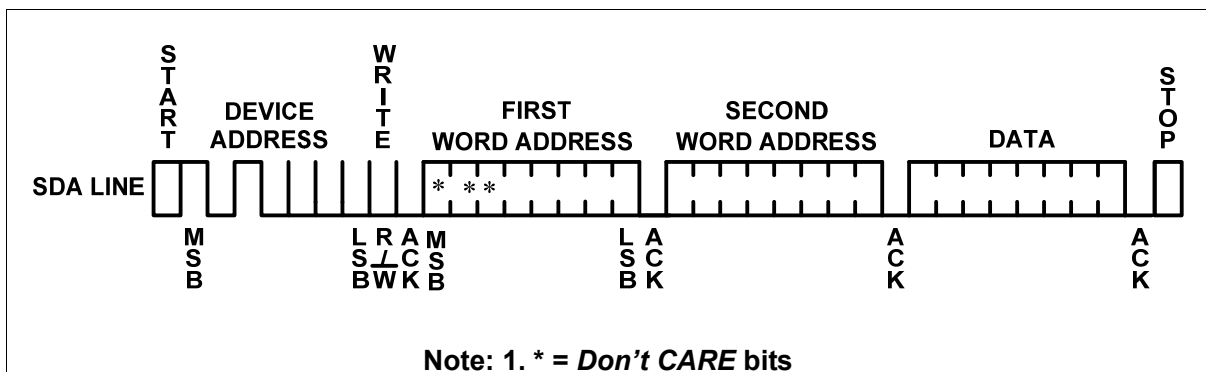 START
WRITE
STOP
DEVICE
ADDRESS
FIRST
WORD ADDRESS
SECOND
WORD ADDRESS
DATA
SDA LINE
* * *
MSB
LSB
R/W
ACK
MSB
LSB
ACK
ACK
ACK
Note: 1. * = Don't CARE bits